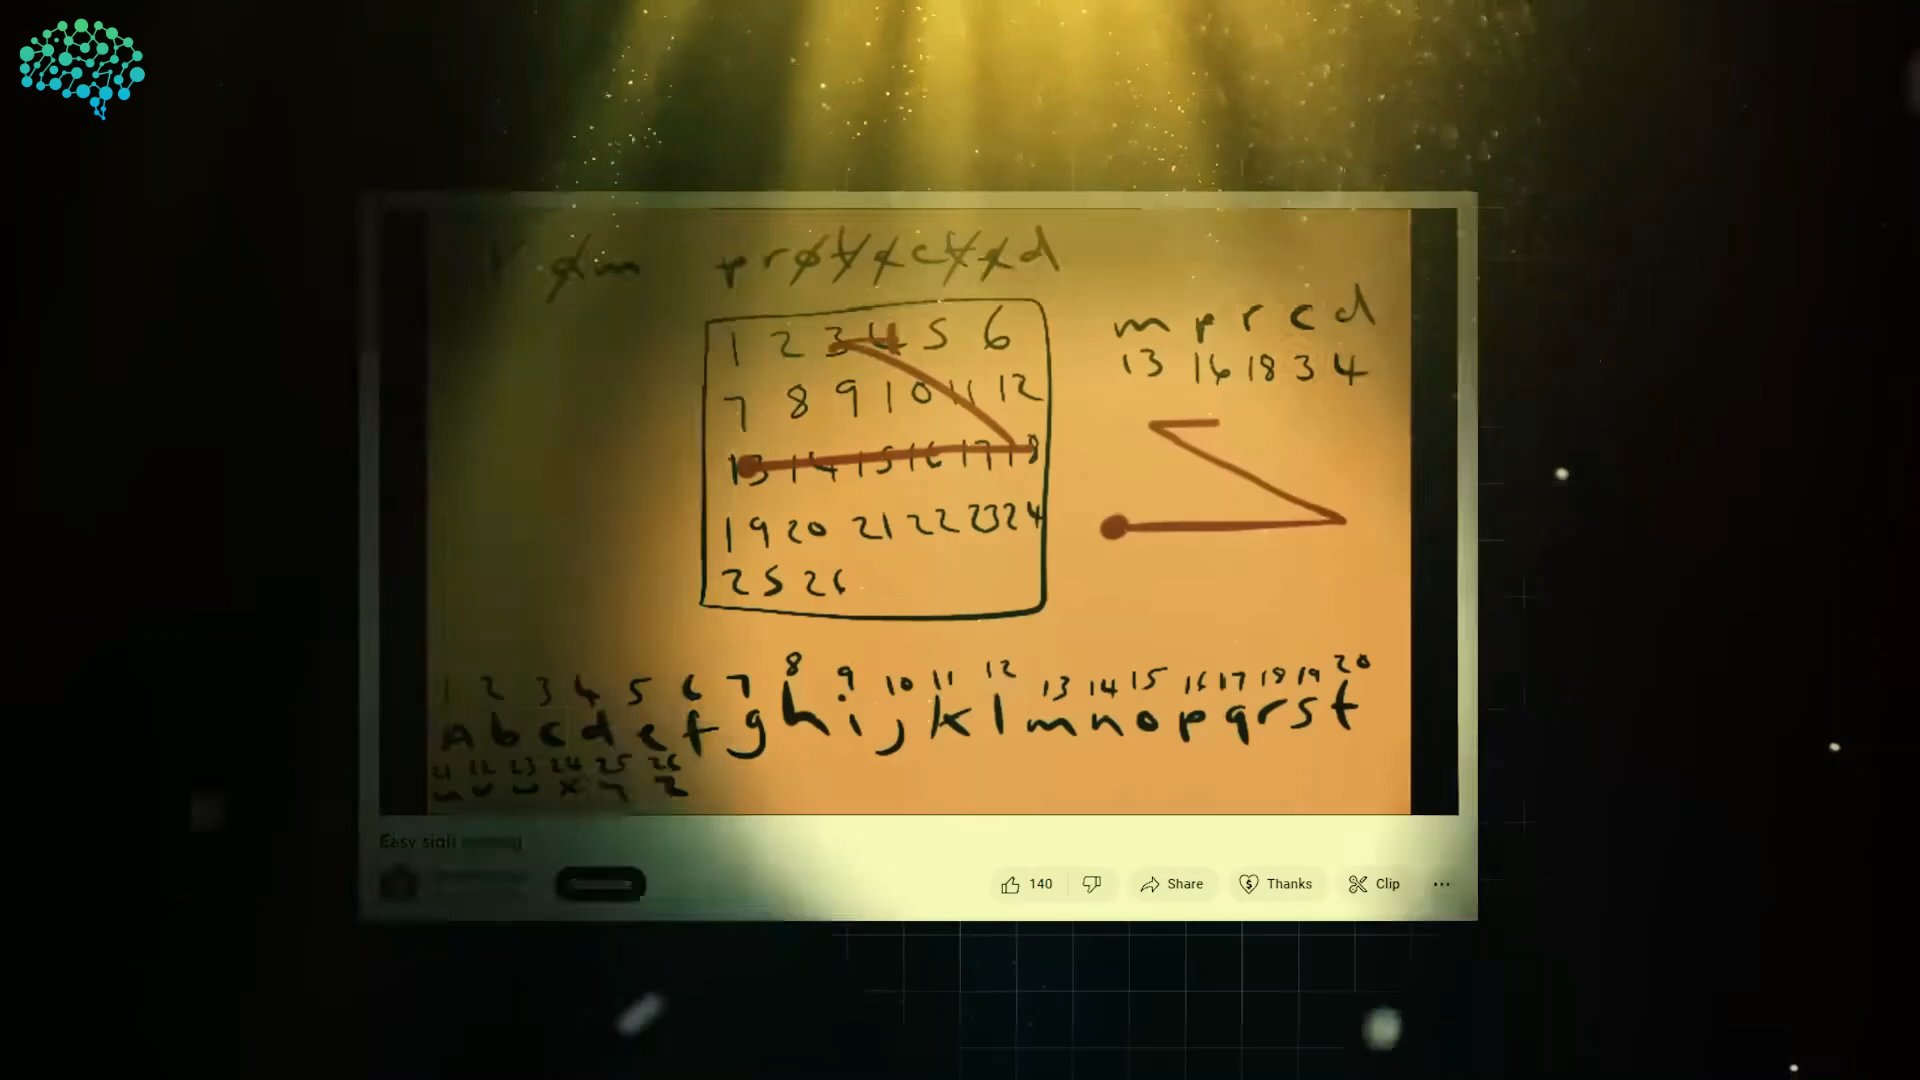 I am protected
m p r c d
13 16 18 3 4
1 2 3 4 5 6
7 8 9 10 11 12
13 14 15 16 17 18
19 20 21 22 23 24
25 26
1 2 3 4 5 6 7 8 9 10 11 12 13 14 15 16 17 18 19 20
A b c d e f g h i j k l m n o p q r s t
24 25 26
x y z
Easy
140 Share Thanks Clip